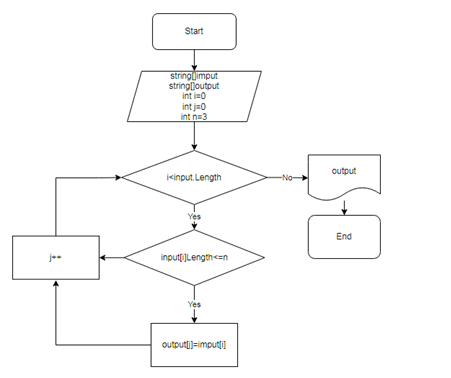 Start
string[]imput
string[]output
int i=0
int j=0
int n=3
i<input.Length
No
output
Yes
End
j++
input[i]Length<=n
Yes
output[j]=imput[i]